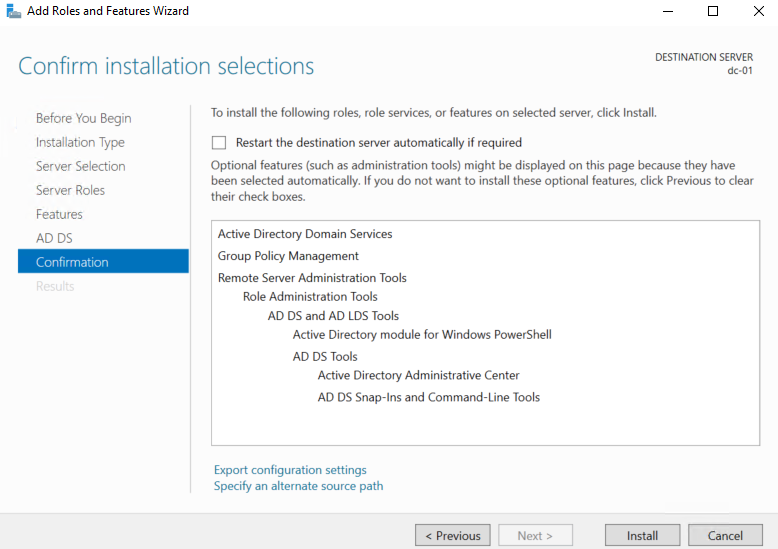 Add Roles and Features Wizard
Confirm installation selections
DESTINATION SERVER
dc-01
Before You Begin
Installation Type
Server Selection
Server Roles
Features
AD DS
Confirmation
Results
To install the following roles, role services, or features on selected server, click Install.
Restart the destination server automatically if required
Optional features (such as administration tools) might be displayed on this page because they have
been selected automatically. If you do not want to install these optional features, click Previous to clear
their check boxes.
Active Directory Domain Services
Group Policy Management
Remote Server Administration Tools
Role Administration Tools
AD DS and AD LDS Tools
Active Directory module for Windows PowerShell
AD DS Tools
Active Directory Administrative Center
AD DS Snap-Ins and Command-Line Tools
Export configuration settings
Specify an alternate source path
< Previous
Next >
Install
Cancel